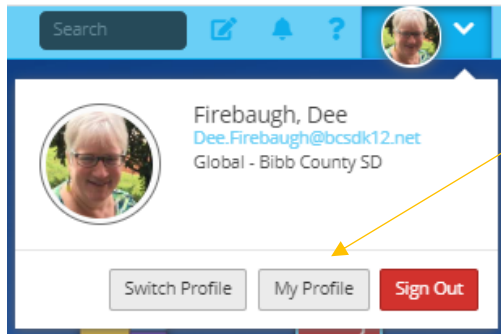 Search
?
Firebaugh, Dee
Dee.Firebaugh@bcsdk12.net
Global - Bibb County SD
Switch Profile
My Profile
Sign Out